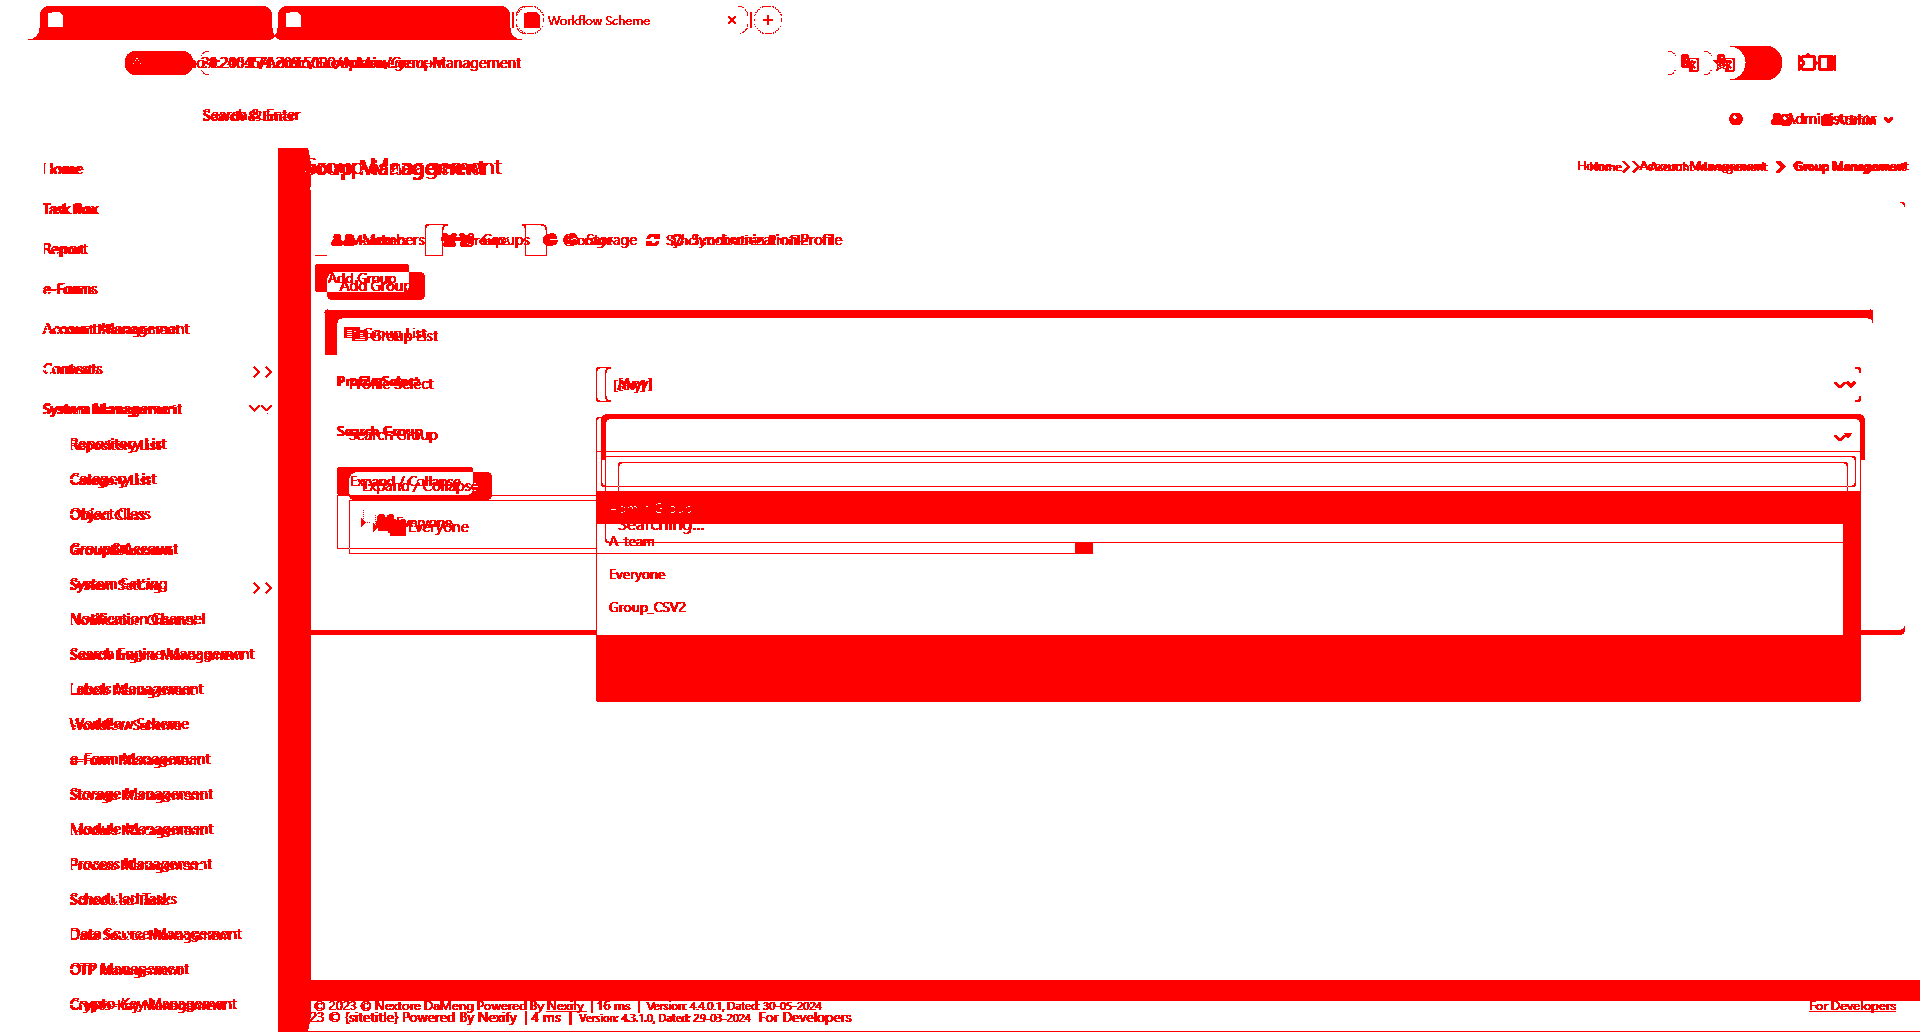 Workflow Scheme
Search & Enter
Administrator
Home
Task Box
Report
e-Forms
Account Management
Contents
System Management
Repository List
Category List
Object Class
Group Account
System Setting
Notification Channel
Search Engine Management
Labels Management
Workflow Scheme
e-Form Management
Storage Management
Module Management
Process Management
Scheduled Tasks
Data Source Management
OTP Management
Crypto Key Management
Group Management
Home Account Management Group Management
Members Groups Storage Synchronization Profile
Add Group
Add Group
Group List
Group List
Profile Select
Search Group
Expand / Collapse
Expand / Collapse
Everyone
Everyone
Searching...
A-team
Everyone
Group_CSV2
© 2023 © Nextore DaMeng Powered By Nexify | 16 ms | Version: 4.4.0.1, Dated: 30-05-2024
For Developers
23 © {sitetitle} Powered By Nexify | 4 ms | Version: 4.3.1.0, Dated: 29-03-2024 For Developers